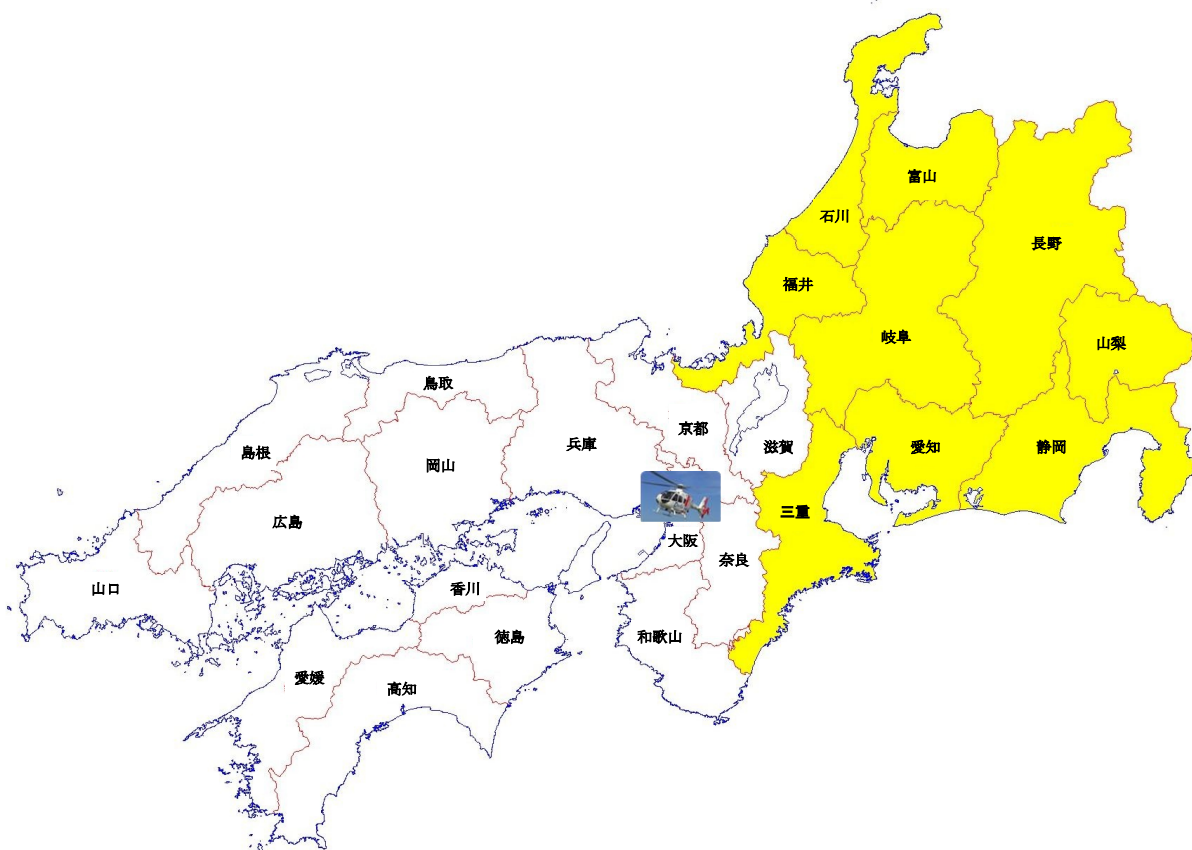 富山
石川
長野
福井
岐阜
山梨
鳥取
京都
兵庫
滋賀
愛知
静岡
島根
岡山
三重
広島
大阪
奈良
山口
香川
徳島
和歌山
愛媛
高知